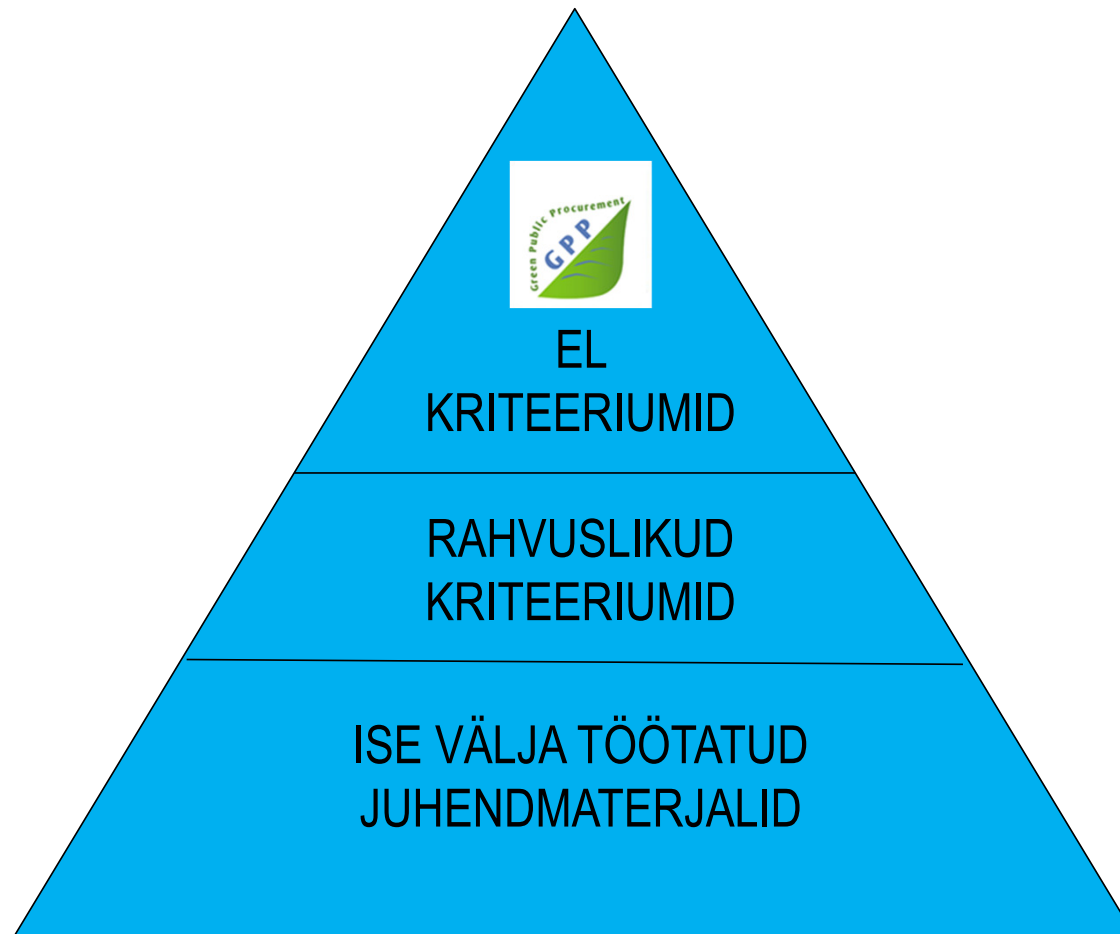 Green Public Procurement
GPP
EL
KRITEERIUMID
RAHVUSLIKUD
KRITEERIUMID
ISE VÄLJA TÖÖTATUD
JUHENDMATERJALID